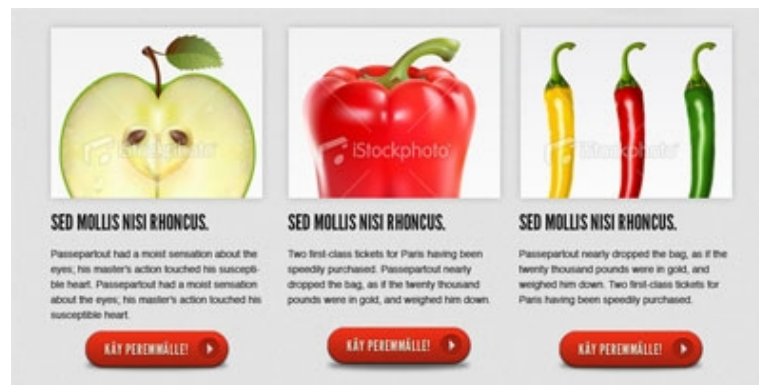 iStockphoto
iStockphoto
iStockphoto
SED MOLLIS NISI RHONCUS.
Passepartout had a moist sensation about the
eyes; his master's action touched his suscepti-
ble heart. Passepartout had a moist sensation
about the eyes; his master's action touched his
susceptible heart.
KÄY PEREMMÄLLE!
SED MOLLIS NISI RHONCUS.
Two first-class tickets for Paris having been
speedily purchased. Passepartout nearly
dropped the bag, as if the twenty thousand
pounds were in gold, and weighed him down.
KÄY PEREMMÄLLE!
SED MOLLIS NISI RHONCUS.
Passepartout nearly dropped the bag, as if the
twenty thousand pounds were in gold, and
weighed him down. Two first-class tickets for
Paris having been speedily purchased.
KÄY PEREMMÄLLE!